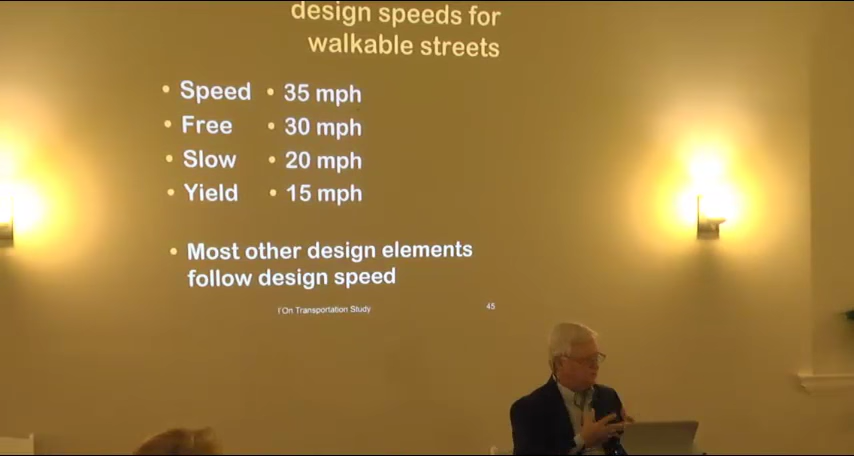 design speeds for
walkable streets
• Speed • 35 mph
• Free • 30 mph
• Slow • 20 mph
• Yield • 15 mph
• Most other design elements
follow design speed
I'On Transportation Study 45